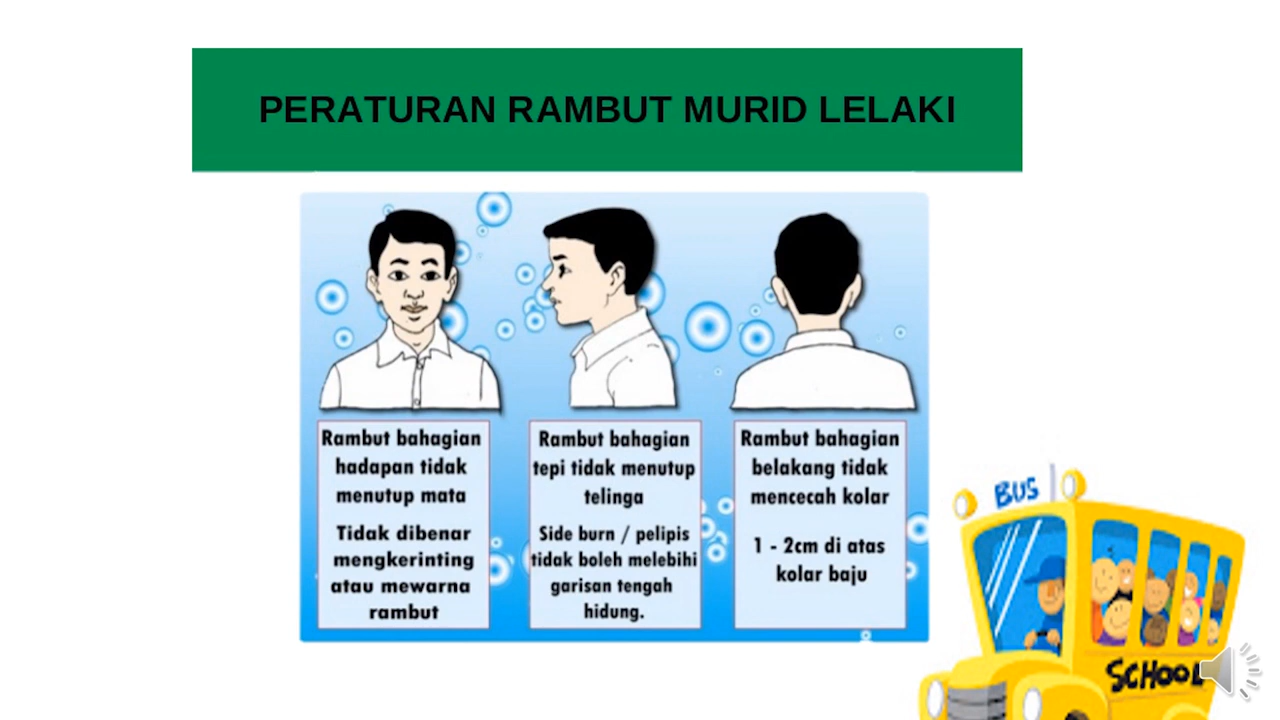 PERATURAN RAMBUT MURID LELAKI
Rambut bahagian
hadapan tidak
menutup mata
Tidak dibenar
mengkerinting
atau mewarna
rambut
Rambut bahagian
tepi tidak menutup
telinga
Side burn / pelipis
tidak boleh melebihi
garisan tengah
hidung.
Rambut bahagian
belakang tidak
mencecah kolar
1 - 2cm di atas
kolar baju
BUS
SCHOOL